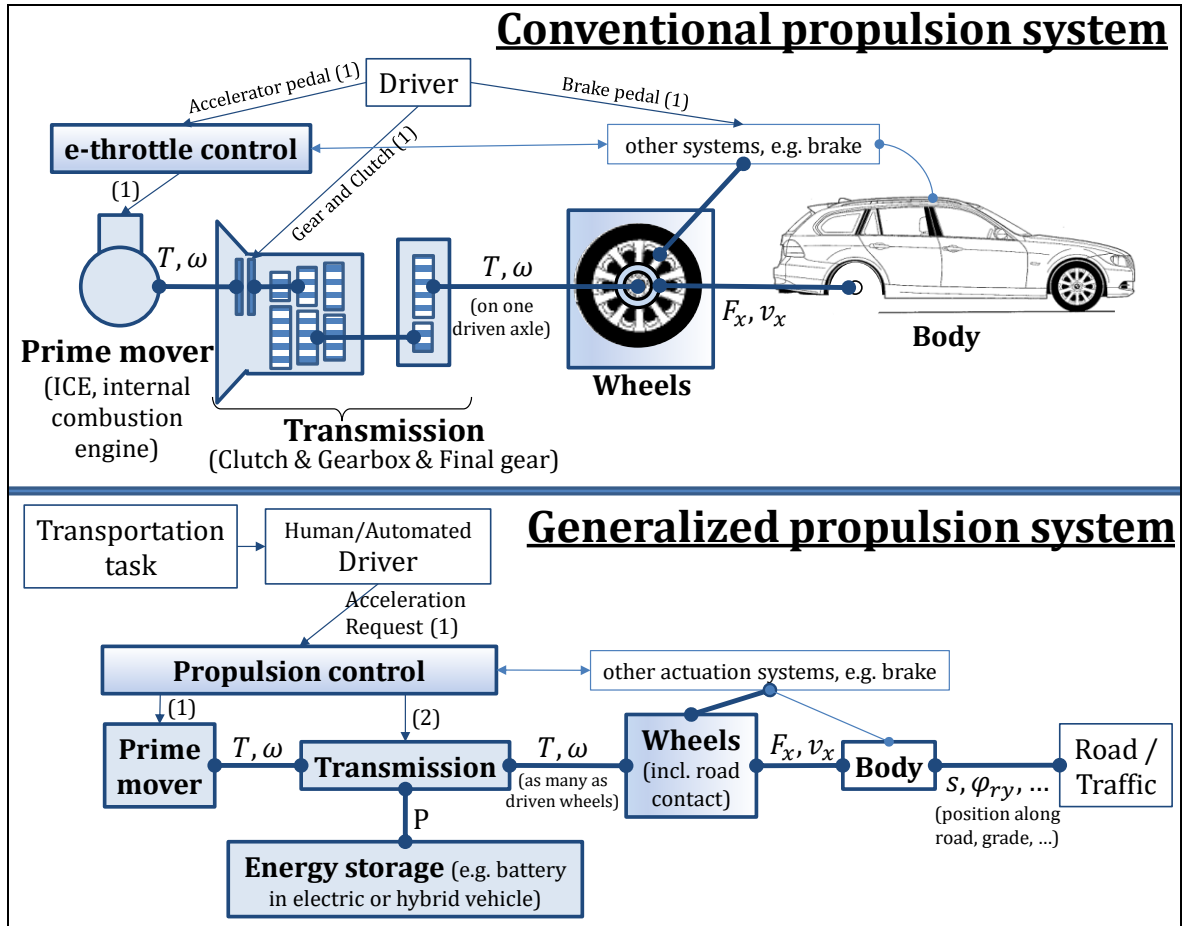 Conventional propulsion system
Accelerator pedal (1)
Driver
Brake pedal (1)
e-throttle control
Gear and Clutch (1)
other systems, e.g. brake
(1)
T, ω
T, ω
(on one
driven axle)
F_x, v_x
Prime mover
(ICE, internal
combustion
engine)
Wheels
Body
Transmission
(Clutch & Gearbox & Final gear)
Generalized propulsion system
Transportation
task
Human/Automated
Driver
Acceleration
Request (1)
Propulsion control
other actuation systems, e.g. brake
(1)
(2)
Prime
mover
T, ω
Transmission
T, ω
(as many as
driven wheels)
Wheels
(incl. road
contact)
F_x, v_x
Body
s, φ_ry, ...
(position along
road, grade, ...)
Road /
Traffic
P
Energy storage (e.g. battery
in electric or hybrid vehicle)